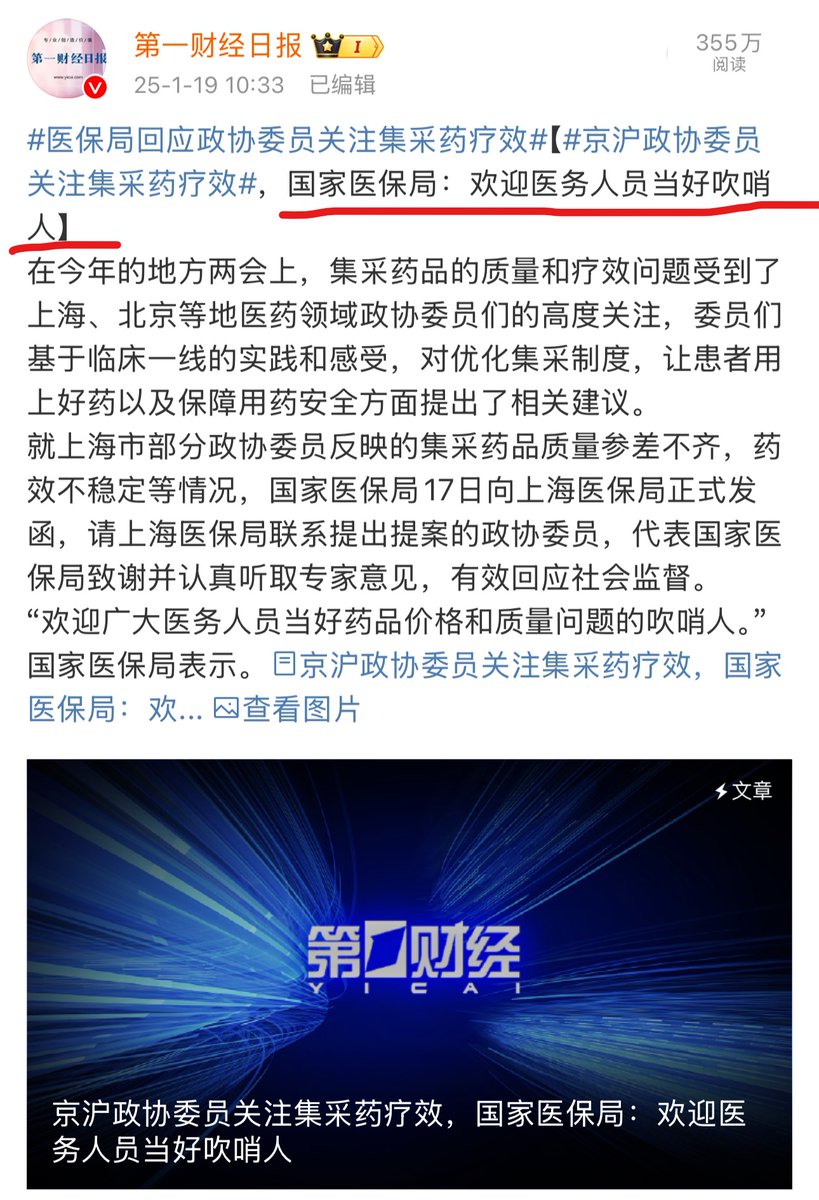 专/业/创/造/价/值
第一财经日报
www.yicai.com
V
第一财经日报 I
355万
阅读
25-1-19 10:33 已编辑
#医保局回应政协委员关注集采药疗效#【#京沪政协委员
关注集采药疗效#，国家医保局：欢迎医务人员当好吹哨
人】
在今年的地方两会上，集采药品的质量和疗效问题受到了
上海、北京等地医药领域政协委员们的高度关注，委员们
基于临床一线的实践和感受，对优化集采制度，让患者用
上好药以及保障用药安全方面提出了相关建议。
就上海市部分政协委员反映的集采药品质量参差不齐，药
效不稳定等情况，国家医保局17日向上海医保局正式发
函，请上海医保局联系提出提案的政协委员，代表国家医
保局致谢并认真听取专家意见，有效回应社会监督。
“欢迎广大医务人员当好药品价格和质量问题的吹哨人。”
国家医保局表示。京沪政协委员关注集采药疗效，国家
医保局：欢... 查看图片
文章
第一财经
YICAI
京沪政协委员关注集采药疗效，国家医保局：欢迎医
务人员当好吹哨人